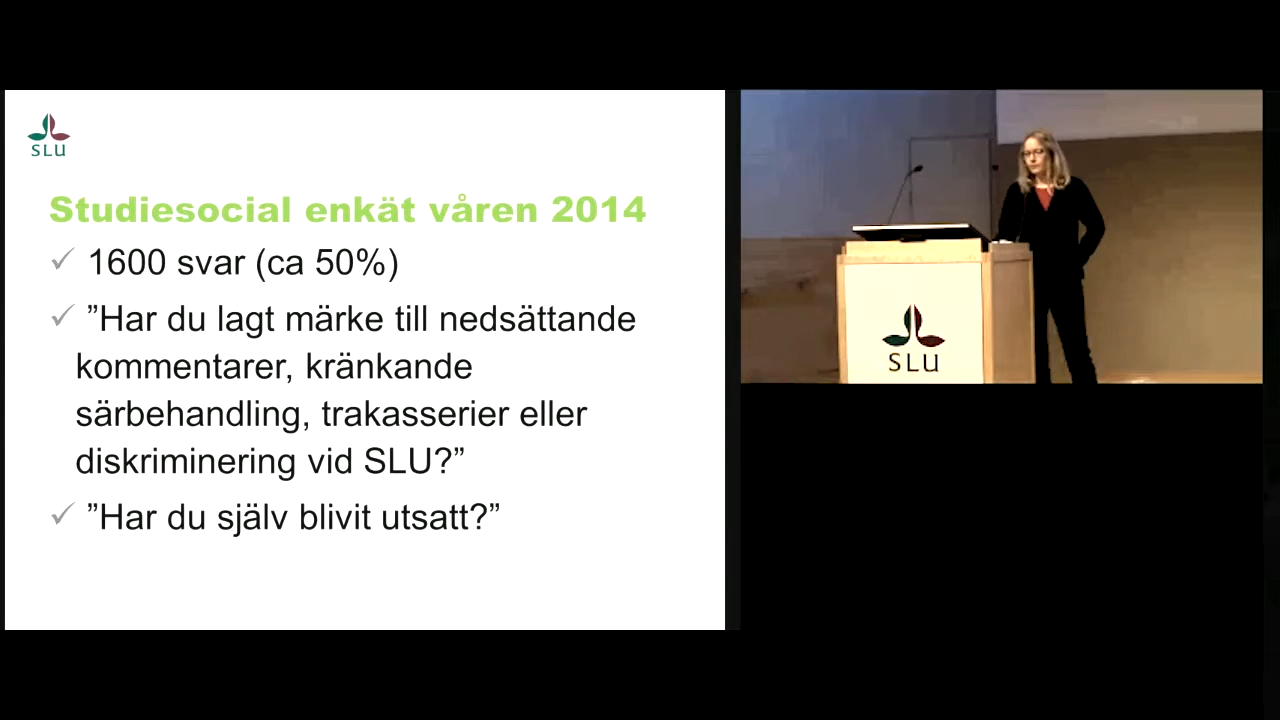 SLU
Studiesocial enkät våren 2014
✓ 1600 svar (ca 50%)
✓ ”Har du lagt märke till nedsättande
kommentarer, kränkande
särbehandling, trakasserier eller
diskriminering vid SLU?”
✓ ”Har du själv blivit utsatt?”
SLU